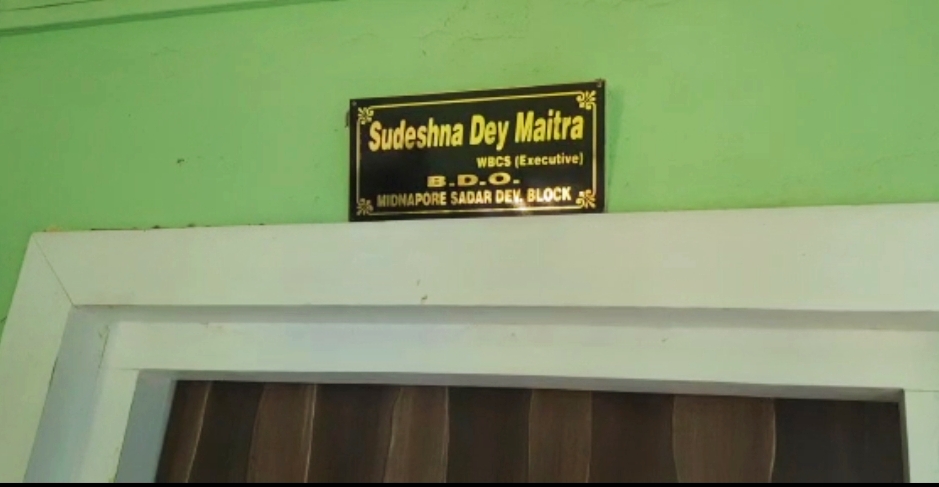 Sudeshna Dey Maitra
WBCS (Executive)
B.D.O.
MIDNAPORE SADAR DEV. BLOCK